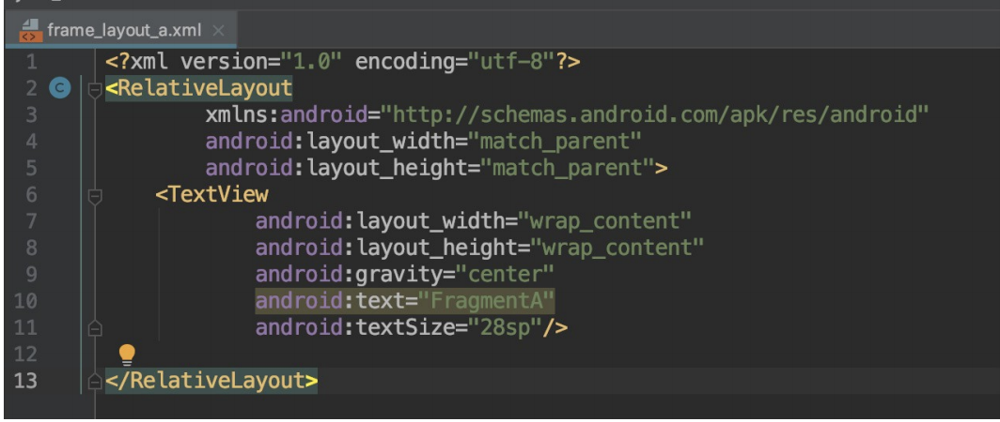 frame_layout_a.xml
1 <?xml version="1.0" encoding="utf-8"?>
2 <RelativeLayout
3 xmlns:android="http://schemas.android.com/apk/res/android"
4 android:layout_width="match_parent"
5 android:layout_height="match_parent">
6 <TextView
7 android:layout_width="wrap_content"
8 android:layout_height="wrap_content"
9 android:gravity="center"
10 android:text="FragmentA"
11 android:textSize="28sp"/>
12
13 </RelativeLayout>